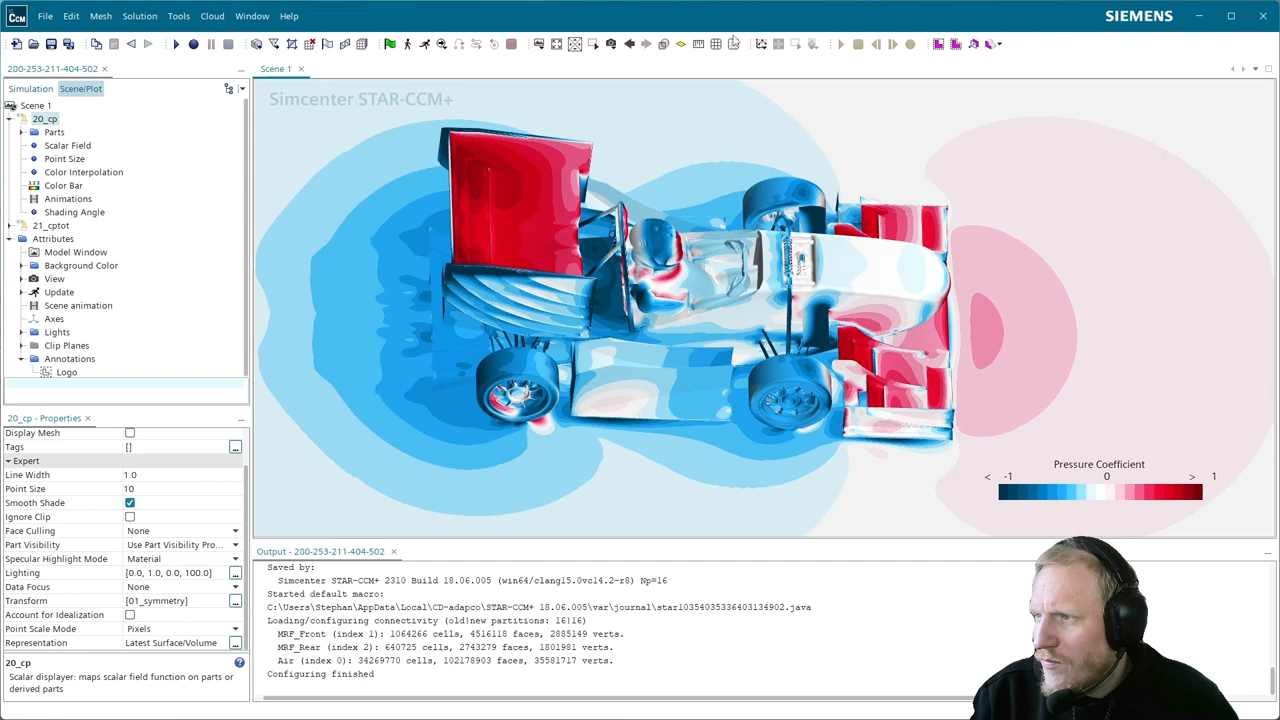 File Edit Mesh Solution Tools Cloud Window Help
SIEMENS
CCM
280-253-211-404-502
Scene 1
Simulation Scene/Plot
Scene 1
20_cp
Parts
Scalar Field
Point Size
Color Interpolation
Color Bar
Animations
Shading Angle
21_cptot
Attributes
Model Window
Background Color
View
Update
Scene animation
Axes
Lights
Clip Planes
Annotations
Logo
20_cp - Properties
Display Mesh
Tags []
Expert
Line Width 1.0
Point Size 10
Smooth Shade
Ignore Clip
Face Culling None
Part Visibility Use Part Visibility Pro...
Specular Highlight Mode Material
Lighting [0.0, 1.0, 0.0, 100.0]
Data Focus None
Transform [01_symmetry]
Account for Idealization
Point Scale Mode Pixels
Representation Latest Surface/Volume
20_cp
Scalar displayer: maps scalar field function on parts or
derived parts
Simcenter STAR-CCM+
Pressure Coefficient
< -1 0 > 1
Output - 280-253-211-404-502
Saved by:
Simcenter STAR-CCM+ 2310 Build 18.06.005 (win64/clang15.0vc14.2-r8) Np=16
Started default macro:
C:\Users\Stephan\AppData\Local\CD-adapco\STAR-CCM+ 18.06.005\var\journal\star10354035336403134902.java
Loading/configuring connectivity (old|new partitions: 16|16)
MRF_Front (index 1): 1064266 cells, 4516118 faces, 2885149 verts.
MRF_Rear (index 2): 640725 cells, 2743279 faces, 1801981 verts.
Air (index 0): 34269770 cells, 102178903 faces, 35581717 verts.
Configuring finished